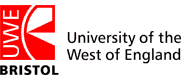 UWE
BRISTOL
University of the
West of England